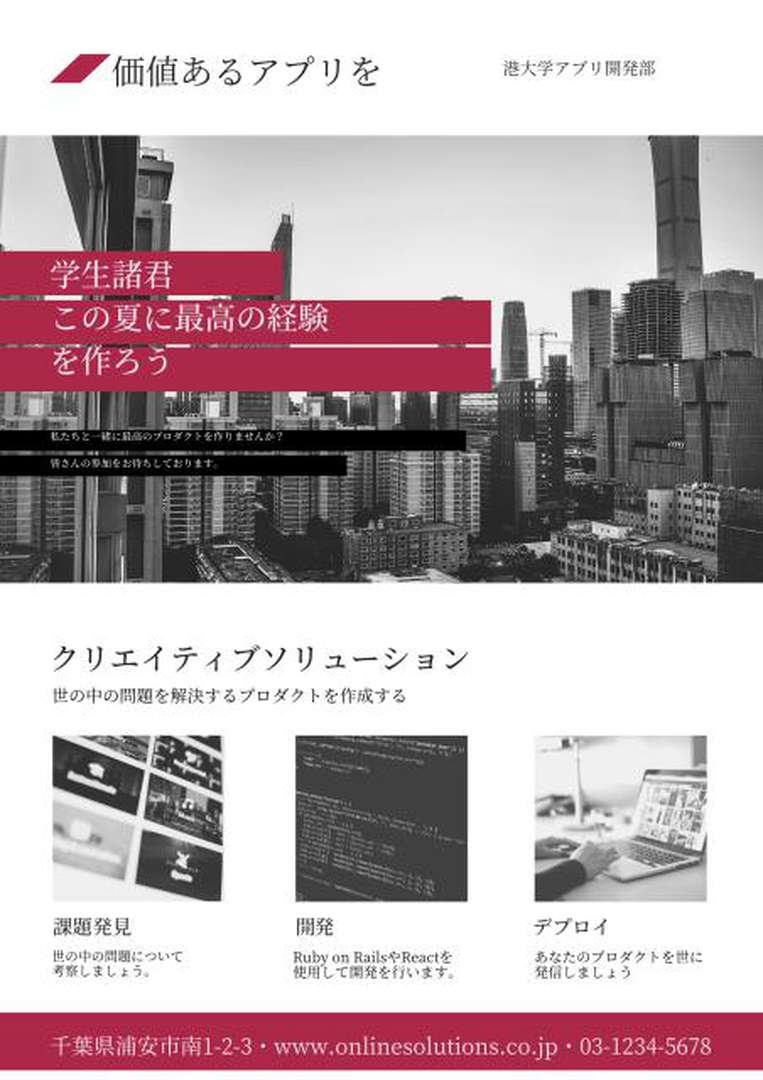 価値あるアプリを
港大学アプリ開発部
学生諸君
この夏に最高の経験
を作ろう
私たちと一緒に最高のプロダクトを作りませんか？
皆さんの参加をお待ちしております。
クリエイティブソリューション
世の中の問題を解決するプロダクトを作成する
課題発見
世の中の問題について
考察しましょう。
開発
Ruby on RailsやReactを
使用して開発を行います。
デプロイ
あなたのプロダクトを世に
発信しましょう
千葉県浦安市南1-2-3・www.onlinesolutions.co.jp・03-1234-5678